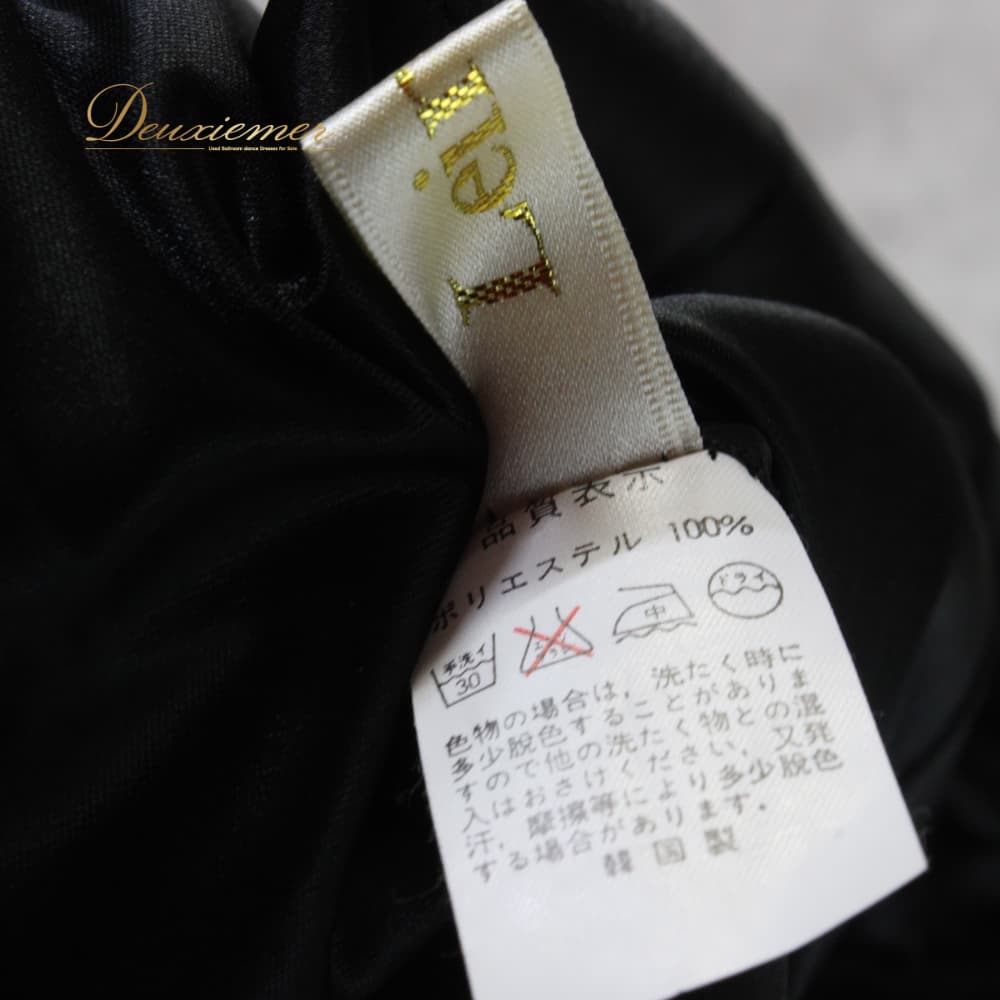 Deuxiemer
Used Ballroom dance Dresses for Sale
品質表示
ポリエステル 100%
手洗イ
30
中
ドライ
色物の場合は, 洗たく時に
多少脱色することがありま
すので他の洗たく物との混
入はおさけください, 又発
汗, 摩擦等により多少脱色
する場合があります.
韓国製